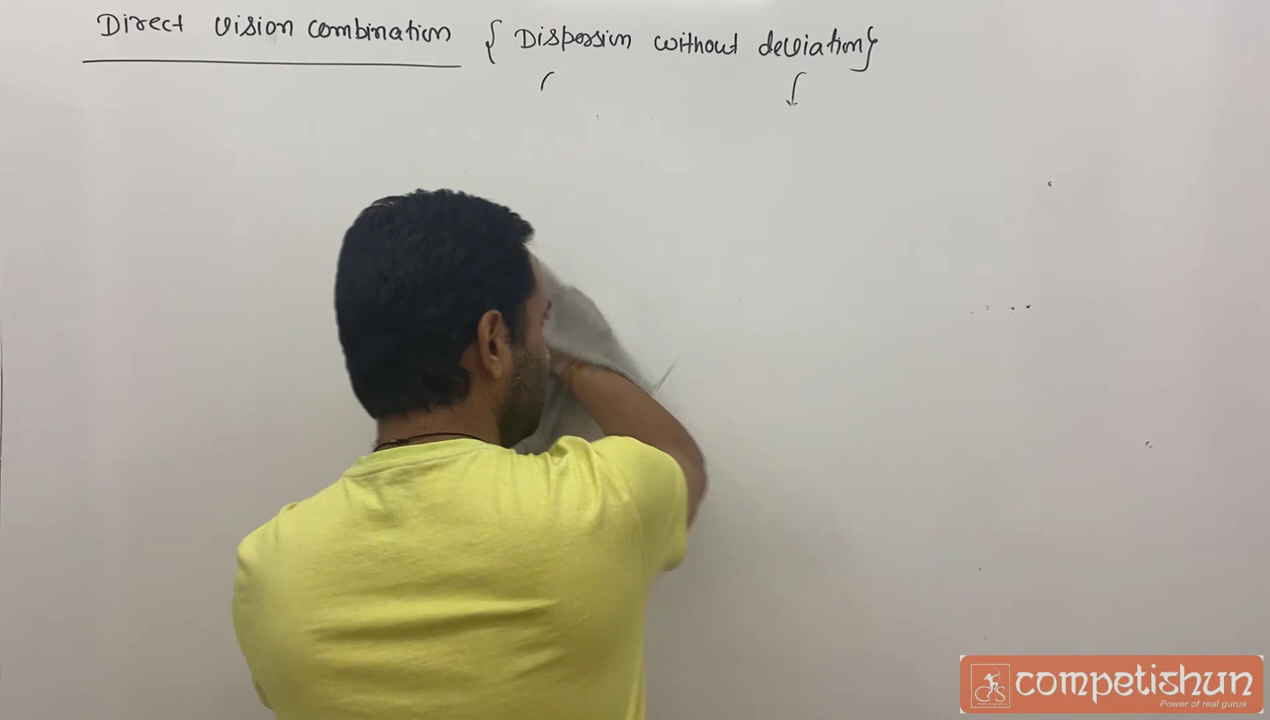 Direct vision combination { Dispersion without deviation}
competishun
Power of real gurus